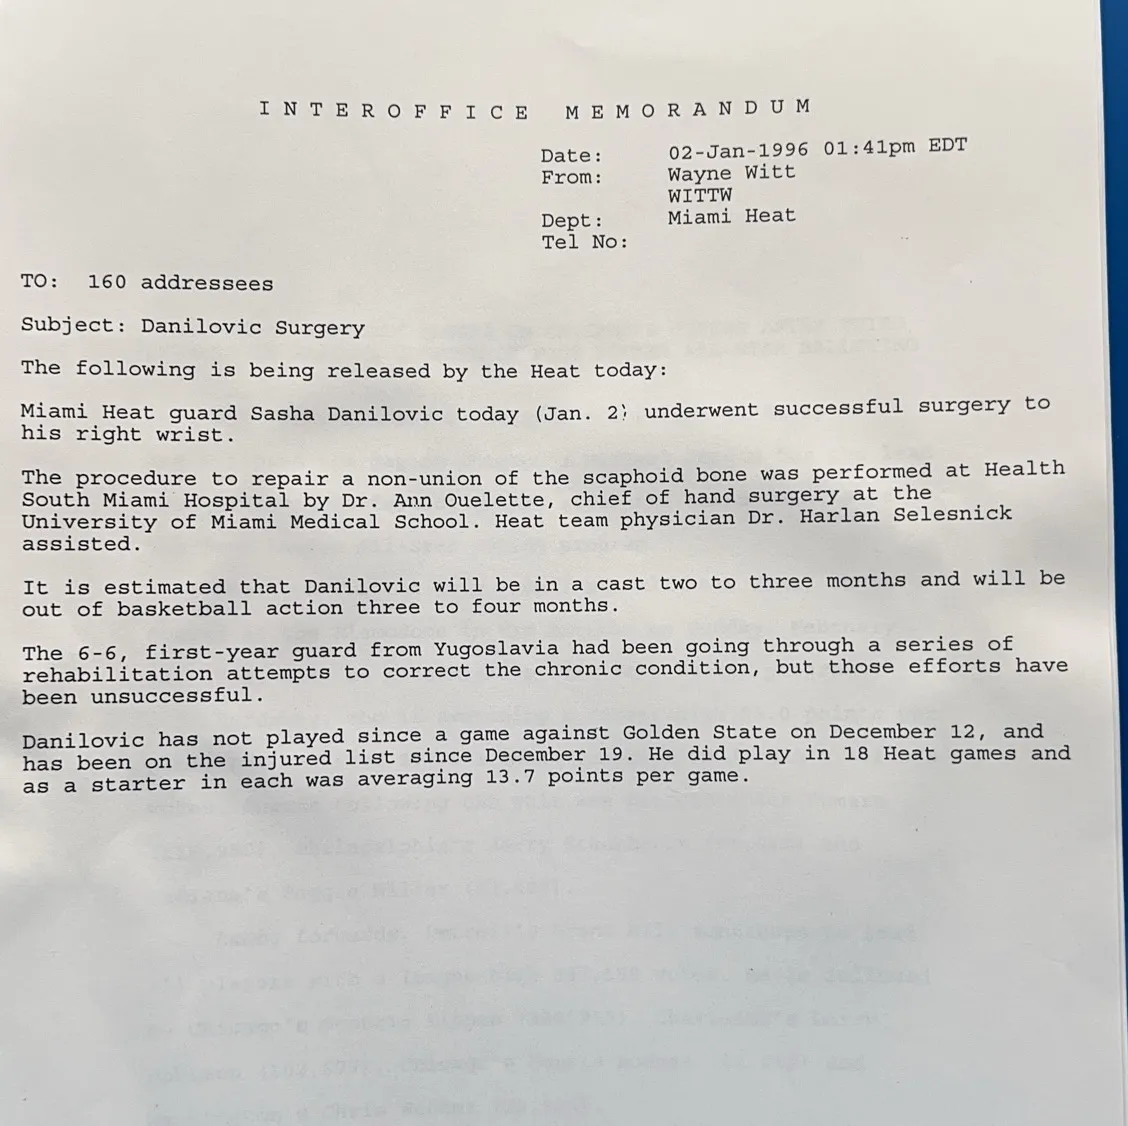 I N T E R O F F I C E   M E M O R A N D U M
Date: 02-Jan-1996 01:41pm EDT
From: Wayne Witt
WITTW
Dept: Miami Heat
Tel No:
TO: 160 addressees
Subject: Danilovic Surgery
The following is being released by the Heat today:
Miami Heat guard Sasha Danilovic today (Jan. 2) underwent successful surgery to
his right wrist.
The procedure to repair a non-union of the scaphoid bone was performed at Health
South Miami Hospital by Dr. Ann Ouelette, chief of hand surgery at the
University of Miami Medical School. Heat team physician Dr. Harlan Selesnick
assisted.
It is estimated that Danilovic will be in a cast two to three months and will be
out of basketball action three to four months.
The 6-6, first-year guard from Yugoslavia had been going through a series of
rehabilitation attempts to correct the chronic condition, but those efforts have
been unsuccessful.
Danilovic has not played since a game against Golden State on December 12, and
has been on the injured list since December 19. He did play in 18 Heat games and
as a starter in each was averaging 13.7 points per game.